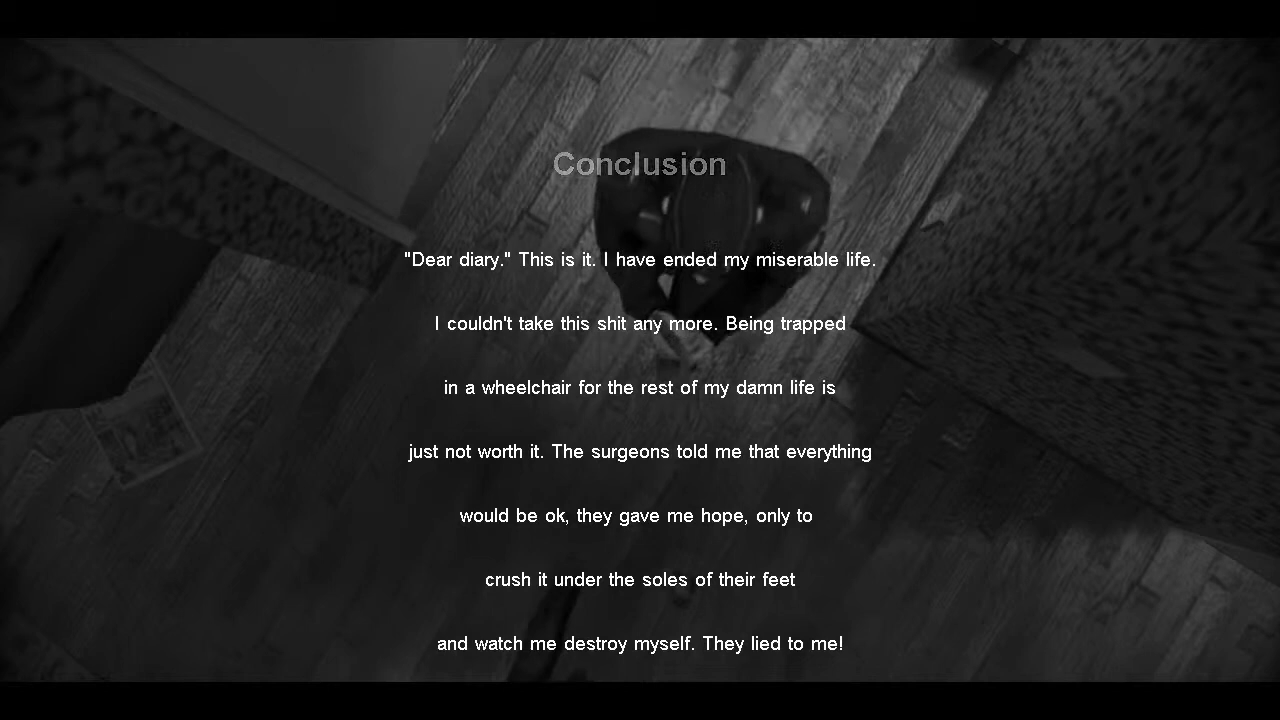 Conclusion
"Dear diary." This is it. I have ended my miserable life.
I couldn't take this shit any more. Being trapped
in a wheelchair for the rest of my damn life is
just not worth it. The surgeons told me that everything
would be ok, they gave me hope, only to
crush it under the soles of their feet
and watch me destroy myself. They lied to me!